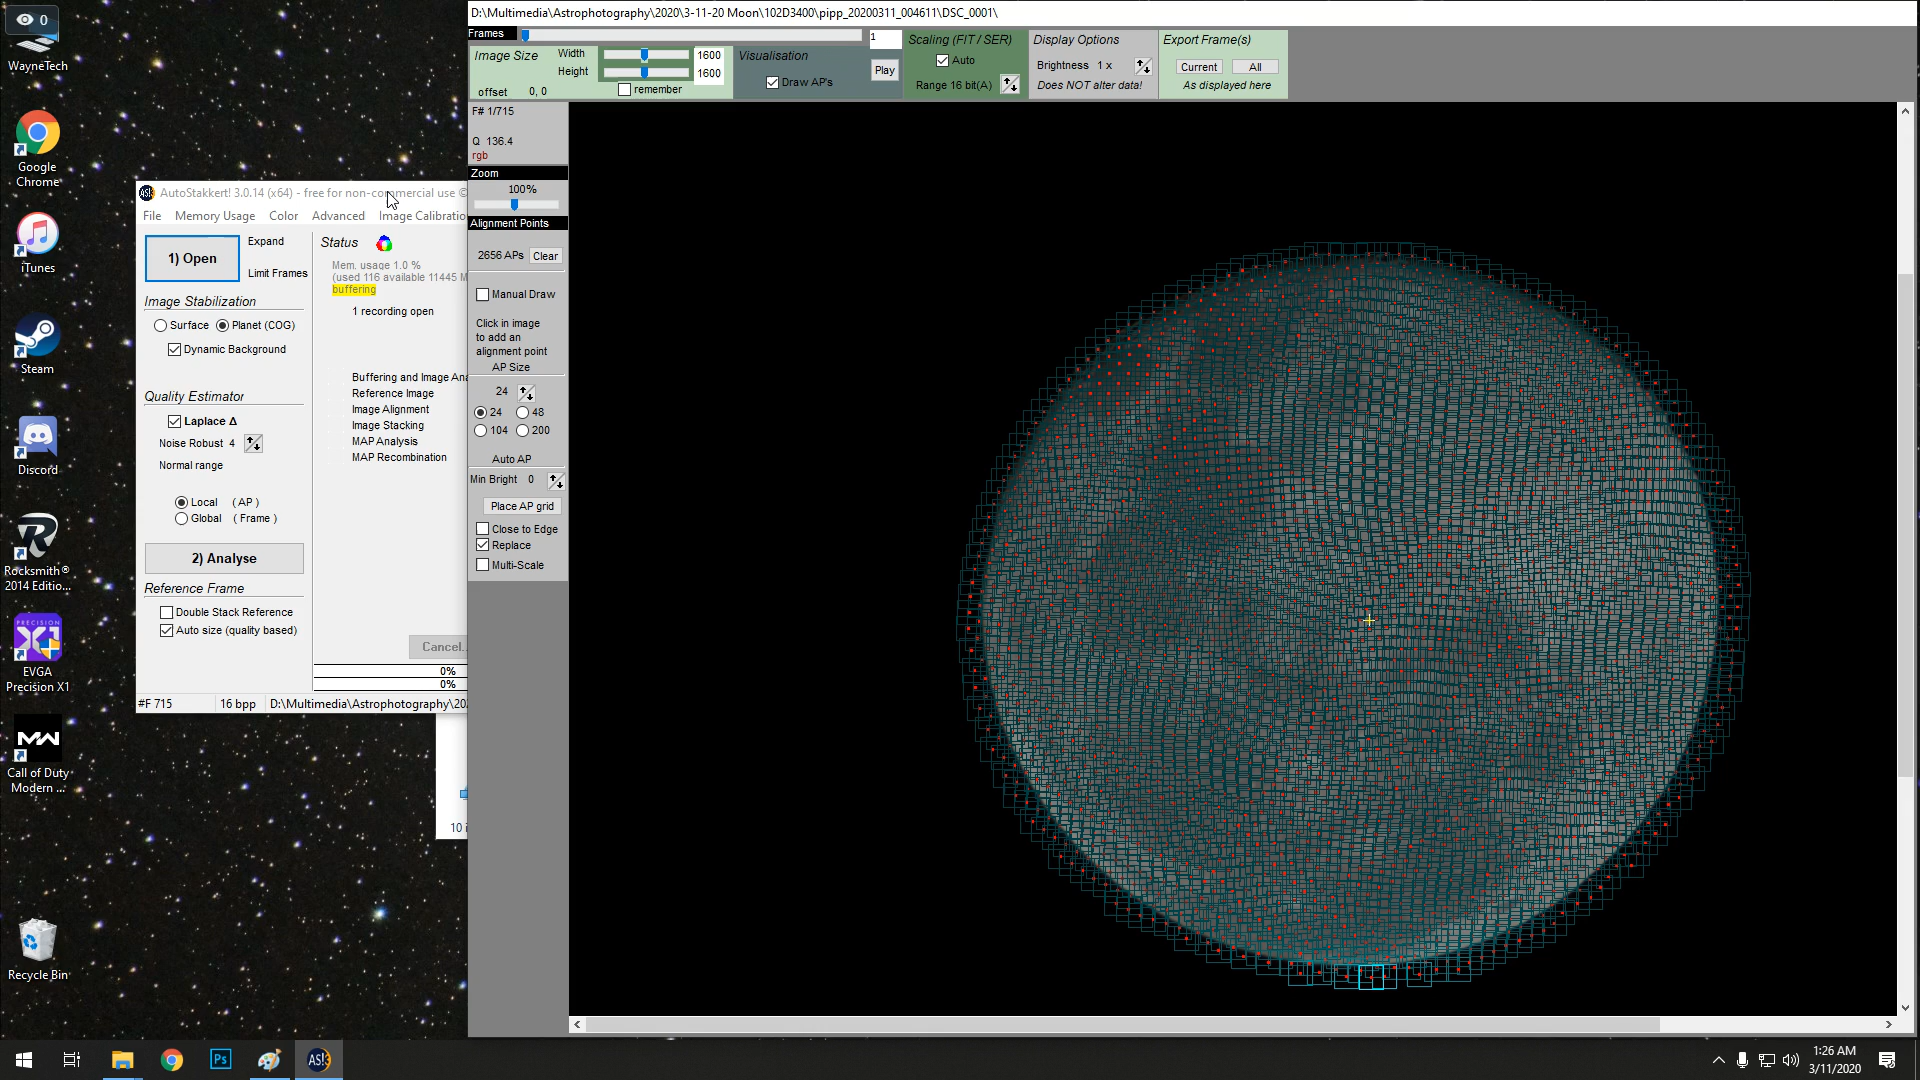 0
WayneTech
Google
Chrome
iTunes
Steam
Discord
Rocksmith®
2014 Editio...
PRECISION
X1
EVGA
Precision X1
MW
Call of Duty
Modern ...
Recycle Bin
AS!
AutoStakkert! 3.0.14 (x64) - free for non-commercial use ©
File
Memory Usage
Color
Advanced
Image Calibratio
1) Open
Expand
Limit Frames
Image Stabilization
Surface
Planet (COG)
Dynamic Background
Quality Estimator
Laplace Δ
Noise Robust 4
Normal range
Local ( AP )
Global ( Frame )
2) Analyse
Reference Frame
Double Stack Reference
Auto size (quality based)
Status
Mem. usage 1.0 %
(used 116 available 11445 M
buffering
1 recording open
Buffering and Image Ana
Reference Image
Image Alignment
Image Stacking
MAP Analysis
MAP Recombination
Cancel.
0%
0%
#F 715
16 bpp
D:\Multimedia\Astrophotography\20
10 i
D:\Multimedia\Astrophotography\2020\3-11-20 Moon\102D3400\pipp_20200311_004611\DSC_0001\
Frames
1
Image Size
Width
1600
Height
1600
offset 0, 0
remember
Visualisation
Draw AP's
Play
Scaling (FIT / SER)
Auto
Range 16 bit(A)
Display Options
Brightness 1 x
Does NOT alter data!
Export Frame(s)
Current
All
As displayed here
F# 1/715
Q 136.4
rgb
Zoom
100%
Alignment Points
2656 APs
Clear
Manual Draw
Click in image
to add an
alignment point
AP Size
24
24
48
104
200
Auto AP
Min Bright 0
Place AP grid
Close to Edge
Replace
Multi-Scale
Ps
AS!
1:26 AM
3/11/2020